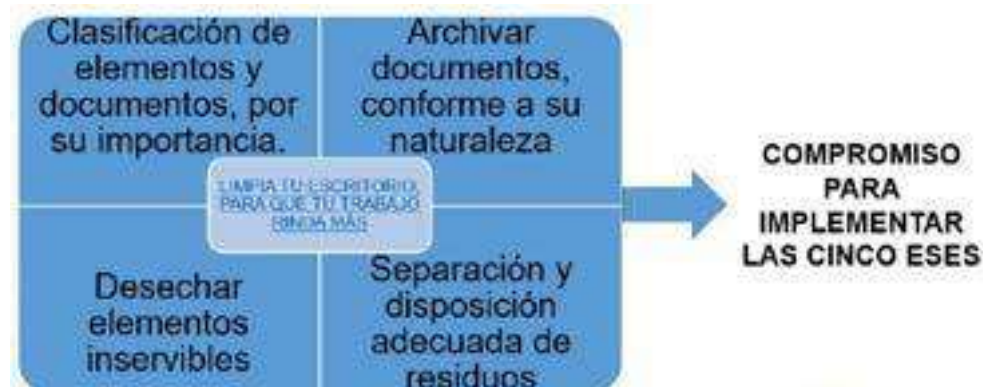 Clasificación de
elementos y
documentos, por
su importancia.
Archivar
documentos,
conforme a su
naturaleza
LIMPIA TU ESCRITORIO,
PARA QUE TU TRABAJO
RINDA MÁS
Desechar
elementos
inservibles
Separación y
disposición
adecuada de
residuos
COMPROMISO
PARA
IMPLEMENTAR
LAS CINCO ESES